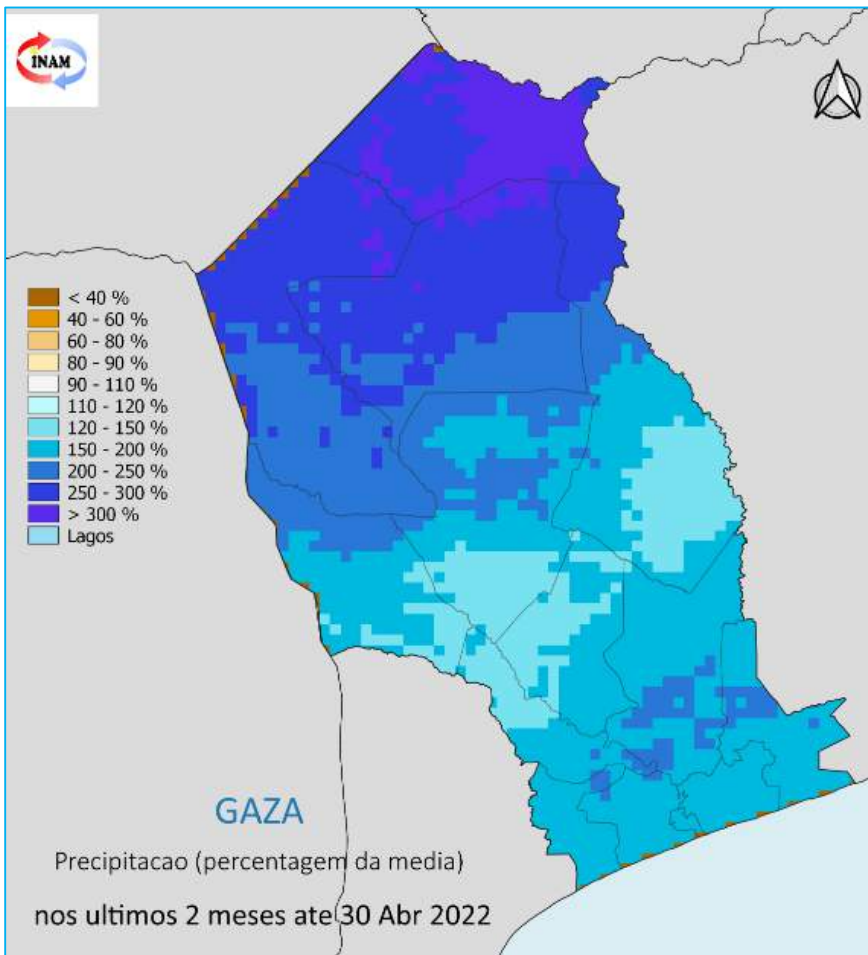 INAM
< 40 %
40 - 60 %
60 - 80 %
80 - 90 %
90 - 110 %
110 - 120 %
120 - 150 %
150 - 200 %
200 - 250 %
250 - 300 %
> 300 %
Lagos
GAZA
Precipitacao (percentagem da media)
nos ultimos 2 meses ate 30 Abr 2022